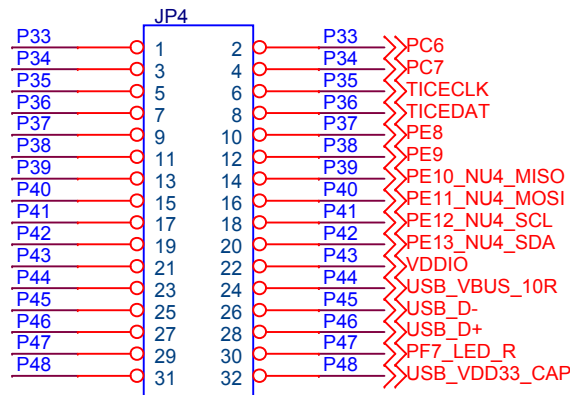 JP4
P33 1 2 P33 PC6
P34 3 4 P34 PC7
P35 5 6 P35 TICECLK
P36 7 8 P36 TICEDAT
P37 9 10 P37 PE8
P38 11 12 P38 PE9
P39 13 14 P39 PE10_NU4_MISO
P40 15 16 P40 PE11_NU4_MOSI
P41 17 18 P41 PE12_NU4_SCL
P42 19 20 P42 PE13_NU4_SDA
P43 21 22 P43 VDDIO
P44 23 24 P44 USB_VBUS_10R
P45 25 26 P45 USB_D-
P46 27 28 P46 USB_D+
P47 29 30 P47 PF7_LED_R
P48 31 32 P48 USB_VDD33_CAP